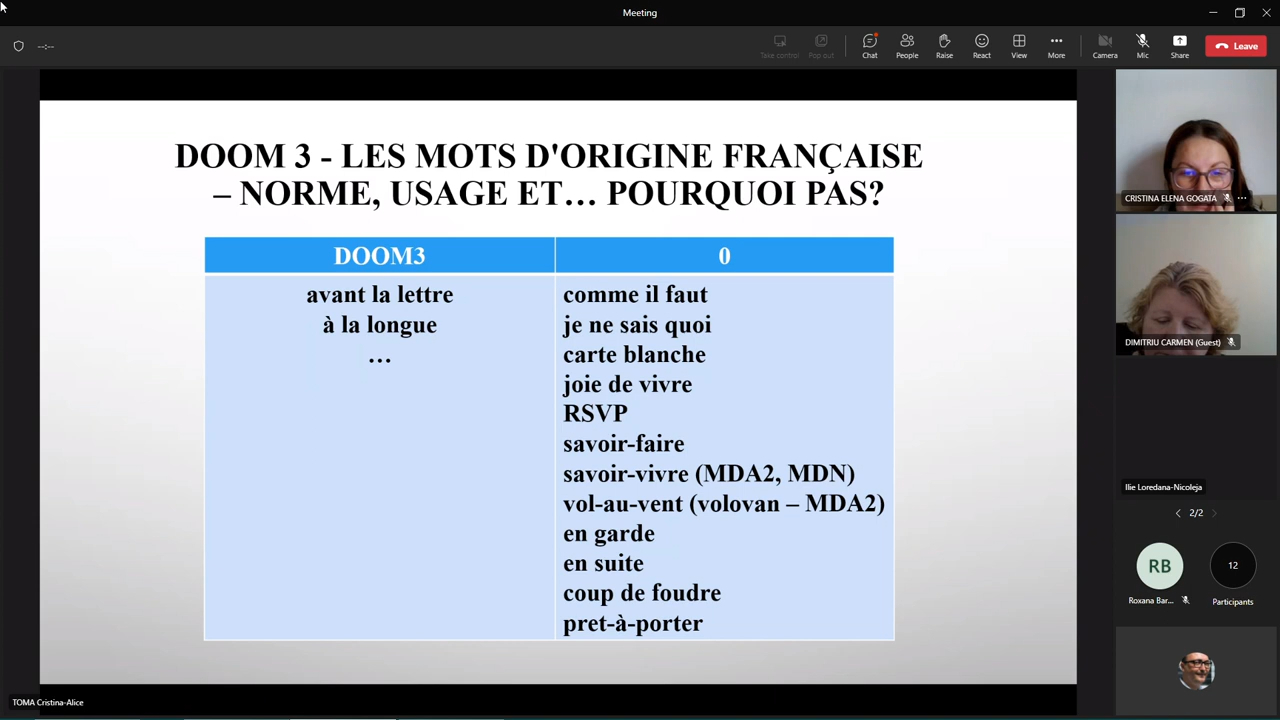 Meeting
--:--
Take control
Pop out
Chat
People
Raise
React
View
More
Camera
Mic
Share
Leave
DOOM 3 - LES MOTS D'ORIGINE FRANÇAISE
– NORME, USAGE ET… POURQUOI PAS?
DOOM3
0
avant la lettre
à la longue
…
comme il faut
je ne sais quoi
carte blanche
joie de vivre
RSVP
savoir-faire
savoir-vivre (MDA2, MDN)
vol-au-vent (volovan – MDA2)
en garde
en suite
coup de foudre
pret-à-porter
CRISTINA ELENA GOGATA
DIMITRIU CARMEN (Guest)
Ilie Loredana-Nicoleja
2/2
RB
12
Roxana Bar...
Participants
TOMA Cristina-Alice